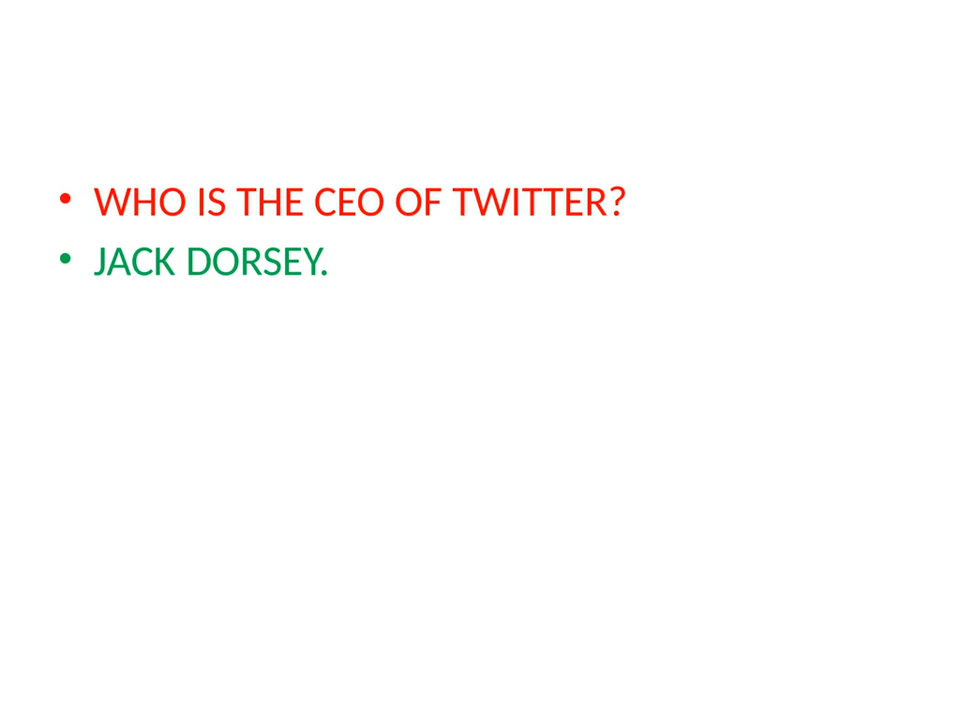 • WHO IS THE CEO OF TWITTER?
• JACK DORSEY.